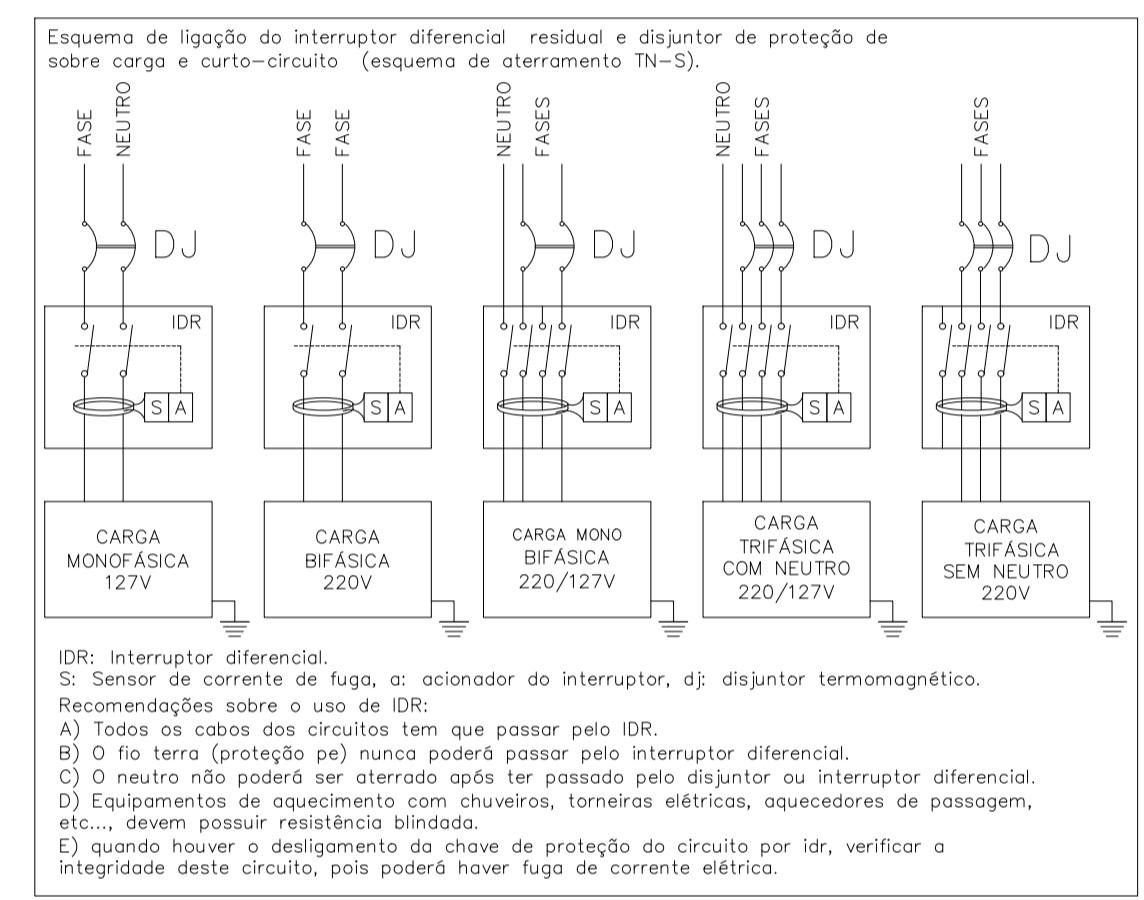 Esquema de ligação do interruptor diferencial residual e disjuntor de proteção de
sobre carga e curto-circuito (esquema de aterramento TN-S).
FASE
NEUTRO
DJ
IDR
S A
CARGA
MONOFÁSICA
127V
FASE
FASE
DJ
IDR
S A
CARGA
BIFÁSICA
220V
NEUTRO
FASES
DJ
IDR
S A
CARGA MONO
BIFÁSICA
220/127V
NEUTRO
FASES
DJ
IDR
S A
CARGA
TRIFÁSICA
COM NEUTRO
220/127V
FASES
DJ
IDR
S A
CARGA
TRIFÁSICA
SEM NEUTRO
220V
IDR: Interruptor diferencial.
S: Sensor de corrente de fuga, a: acionador do interruptor, dj: disjuntor termomagnético.
Recomendações sobre o uso de IDR:
A) Todos os cabos dos circuitos tem que passar pelo IDR.
B) O fio terra (proteção pe) nunca poderá passar pelo interruptor diferencial.
C) O neutro não poderá ser aterrado após ter passado pelo disjuntor ou interruptor diferencial.
D) Equipamentos de aquecimento com chuveiros, torneiras elétricas, aquecedores de passagem,
etc..., devem possuir resistência blindada.
E) quando houver o desligamento da chave de proteção do circuito por idr, verificar a
integridade deste circuito, pois poderá haver fuga de corrente elétrica.